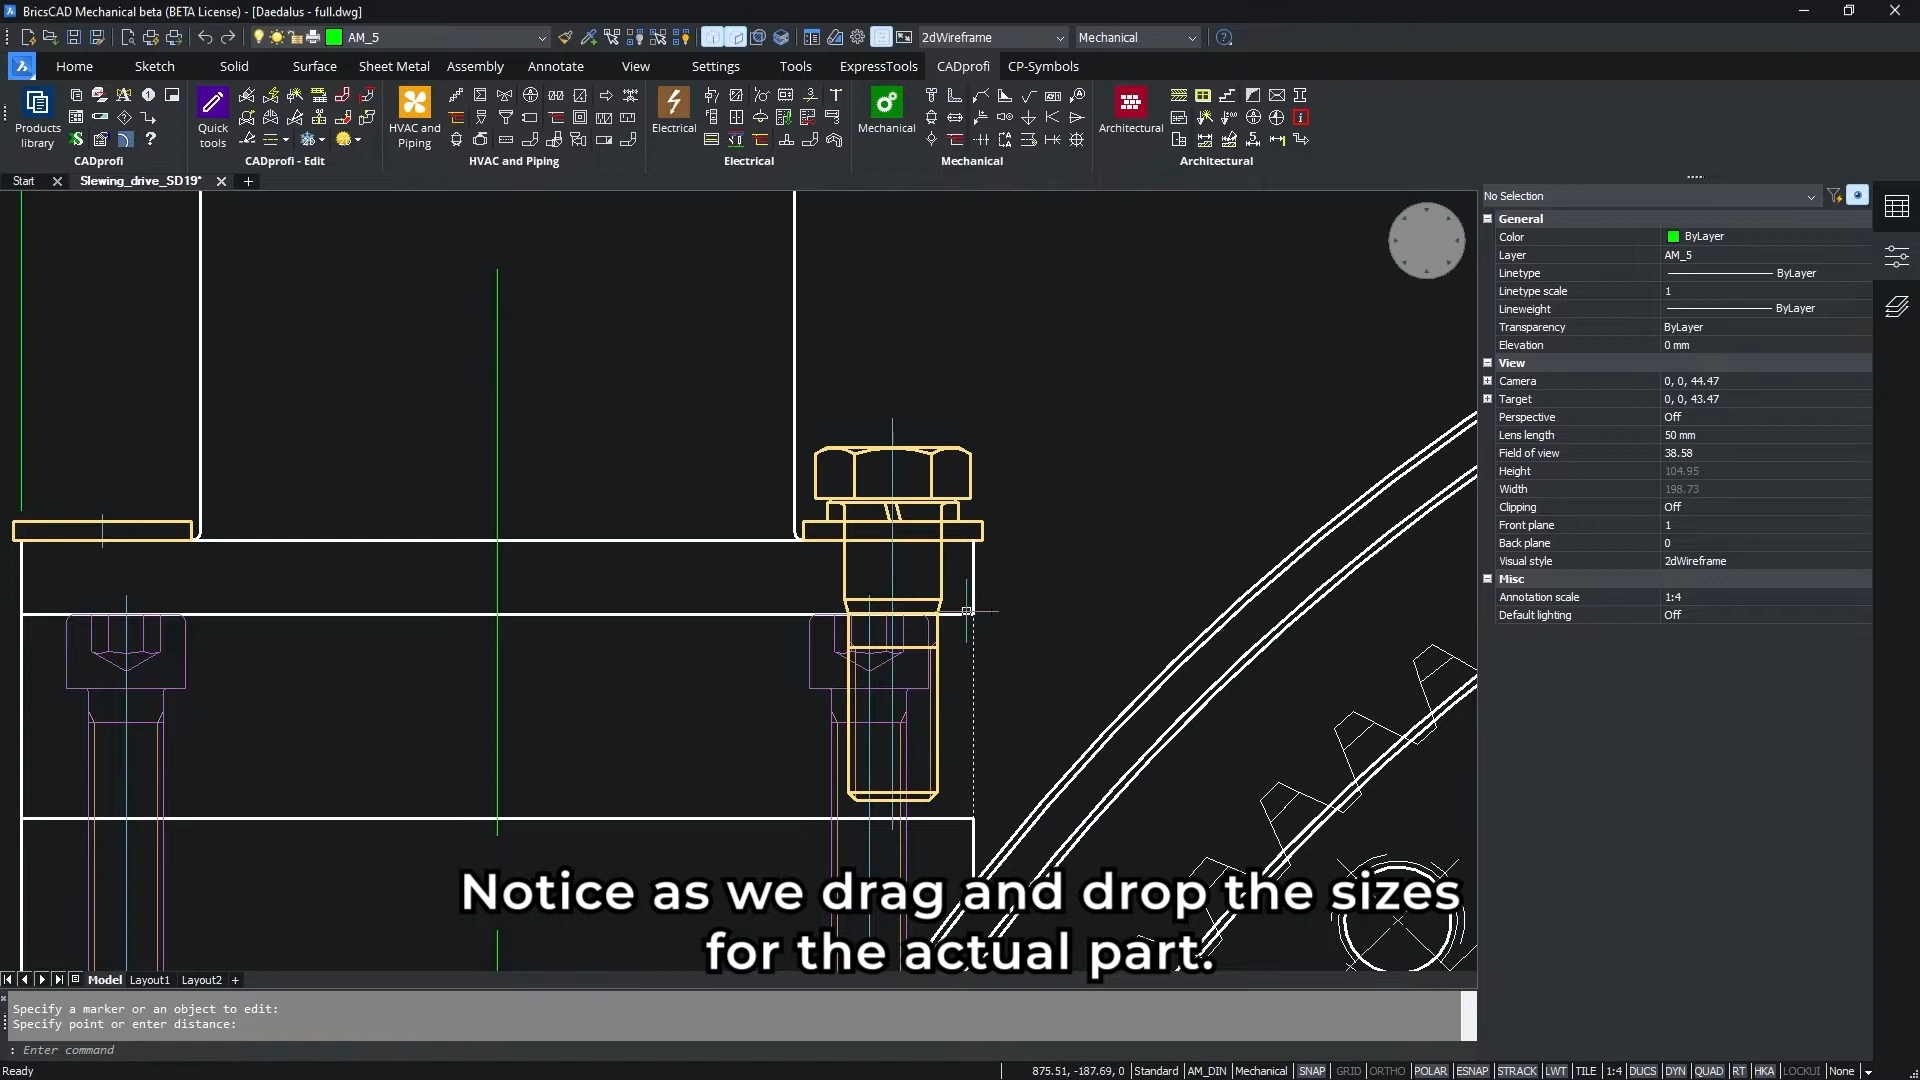 BricsCAD Mechanical beta (BETA License) - [Daedalus - full.dwg]
AM_5
2dWireframe
Mechanical
Home
Sketch
Solid
Surface
Sheet Metal
Assembly
Annotate
View
Settings
Tools
ExpressTools
CADprofi
CP-Symbols
Products library
Quick tools
HVAC and Piping
Electrical
Mechanical
Architectural
CADprofi
CADprofi - Edit
HVAC and Piping
Electrical
Mechanical
Architectural
Start
Slewing_drive_SD19*
No Selection
General
Color ByLayer
Layer AM_5
Linetype ByLayer
Linetype scale 1
Lineweight ByLayer
Transparency ByLayer
Elevation 0 mm
View
Camera 0, 0, 44.47
Target 0, 0, 43.47
Perspective Off
Lens length 50 mm
Field of view 38.58
Height 104.95
Width 198.73
Clipping Off
Front plane 1
Back plane 0
Visual style 2dWireframe
Misc
Annotation scale 1:4
Default lighting Off
Notice as we drag and drop the sizes
for the actual part.
Model Layout1 Layout2 +
Specify a marker or an object to edit:
Specify point or enter distance:
: Enter command
Ready
875.51, -187.69, 0 Standard AM_DIN Mechanical SNAP GRID ORTHO POLAR ESNAP STRACK LWT TILE 1:4 DUCS DYN QUAD RT HKA LOCKUI None